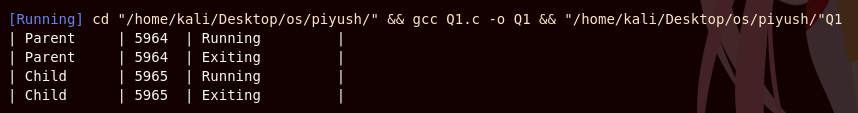 [Running] cd "/home/kali/Desktop/os/piyush/" && gcc Q1.c -o Q1 && "/home/kali/Desktop/os/piyush/"Q1
| Parent | 5964 | Running |
| Parent | 5964 | Exiting |
| Child | 5965 | Running |
| Child | 5965 | Exiting |